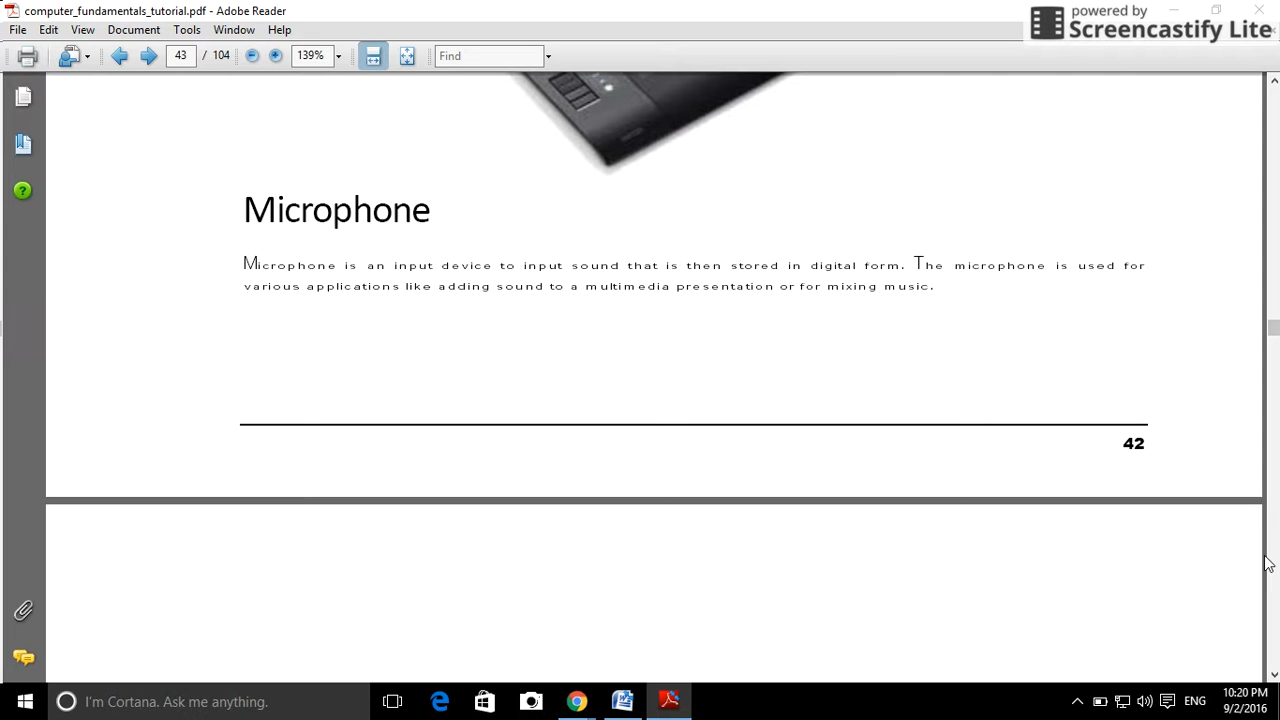 computer_fundamentals_tutorial.pdf - Adobe Reader
powered by
Screencastify Lite
File Edit View Document Tools Window Help
43 / 104 139% Find
Microphone
Microphone is an input device to input sound that is then stored in digital form. The microphone is used for
various applications like adding sound to a multimedia presentation or for mixing music.
42
I'm Cortana. Ask me anything.
ENG
10:20 PM
9/2/2016